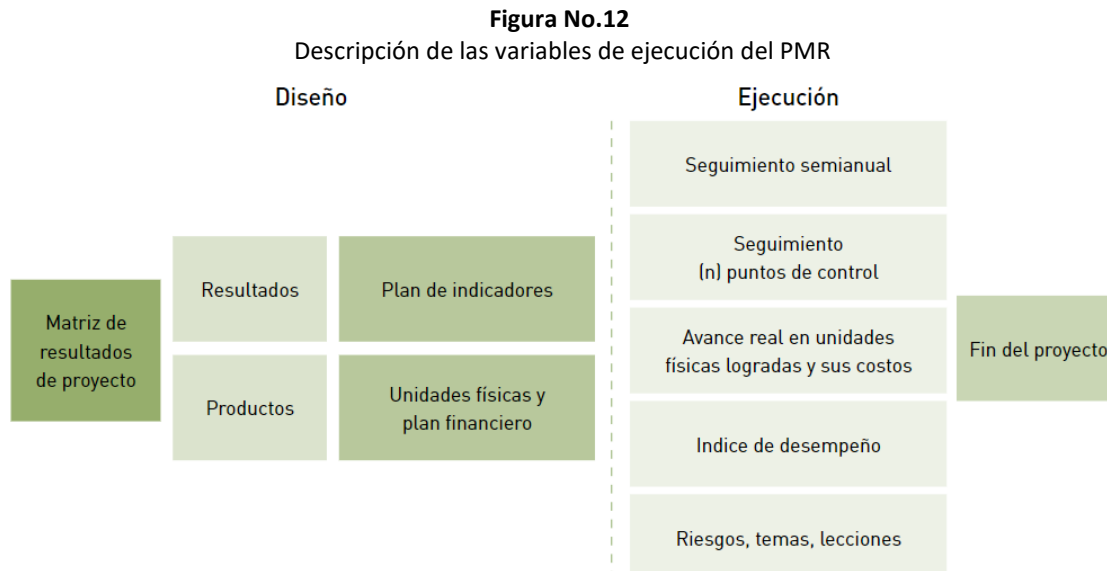 Figura No.12
Descripción de las variables de ejecución del PMR
Diseño
Ejecución
Matriz de
resultados
de proyecto
Resultados
Plan de indicadores
Productos
Unidades físicas y
plan financiero
Seguimiento semianual
Seguimiento
(n) puntos de control
Avance real en unidades
físicas logradas y sus costos
Indice de desempeño
Riesgos, temas, lecciones
Fin del proyecto